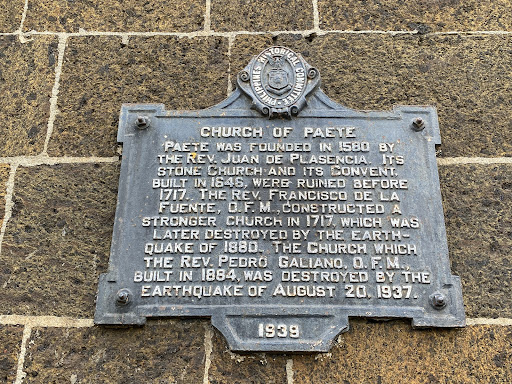 PHILIPPINES HISTORICAL COMMITTEE
CHURCH OF PAETE
PAETE WAS FOUNDED IN 1580 BY
THE REV. JUAN DE PLASENCIA. ITS
STONE CHURCH AND ITS CONVENT,
BUILT IN 1646, WERE RUINED BEFORE
1717. THE REV. FRANCISCO DE LA
FUENTE, O.F.M., CONSTRUCTED A
STRONGER CHURCH IN 1717, WHICH WAS
LATER DESTROYED BY THE EARTH-
QUAKE OF 1880. THE CHURCH WHICH
THE REV. PEDRO GALIANO, O.F.M.,
BUILT IN 1884, WAS DESTROYED BY THE
EARTHQUAKE OF AUGUST 20, 1937.
1939